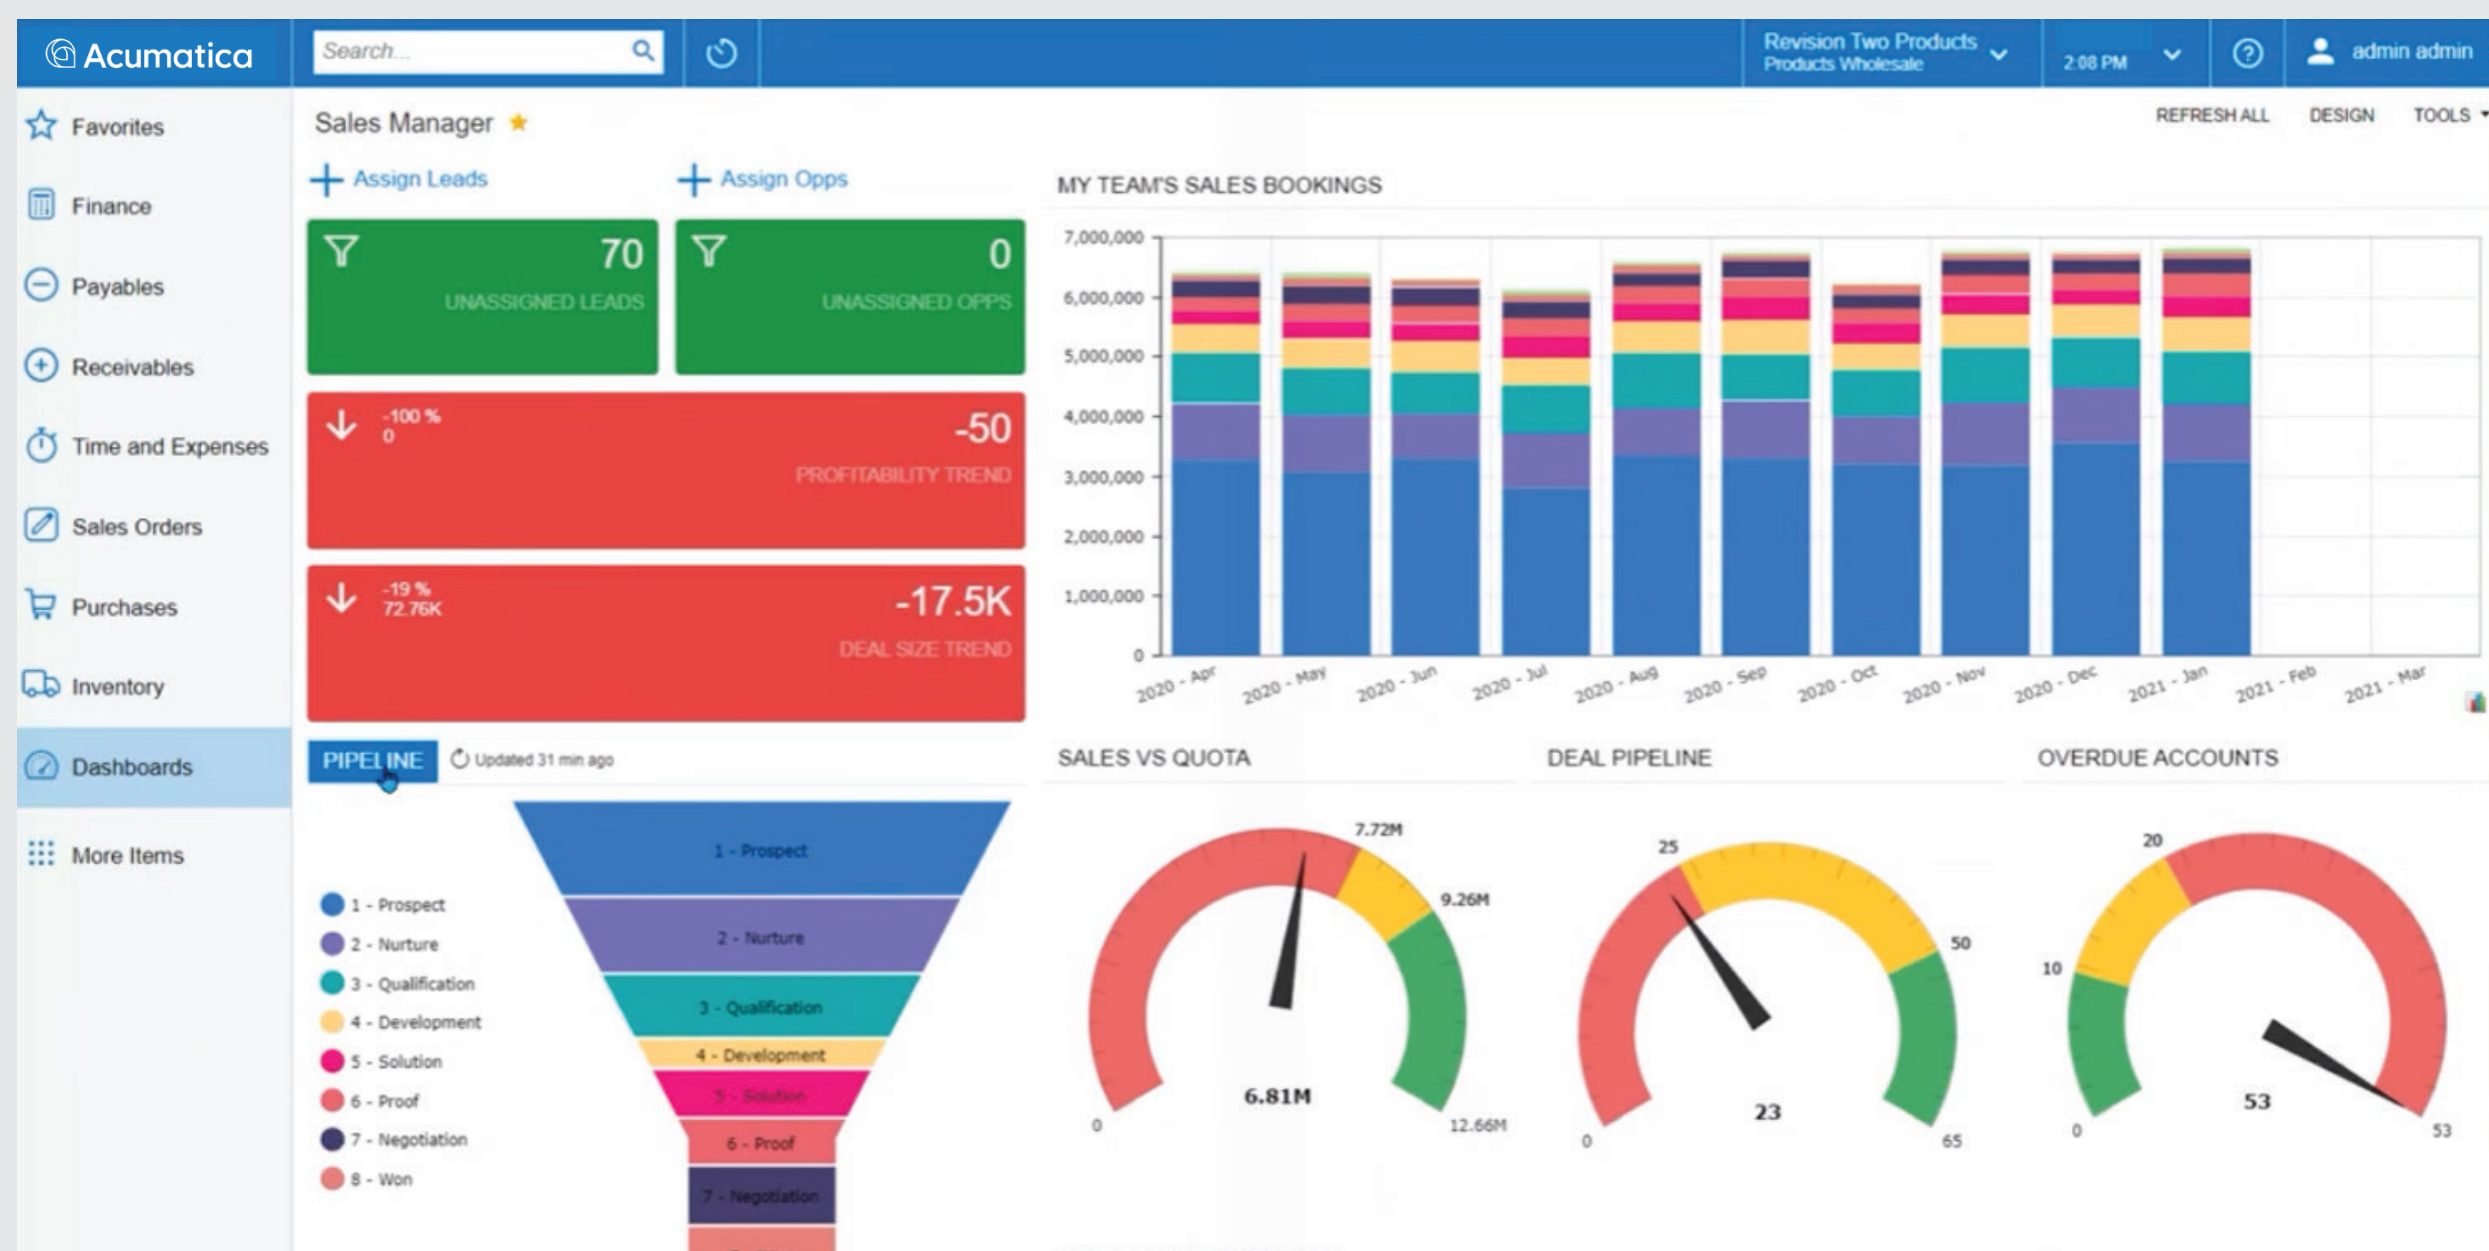 Acumatica
Search...
Revision Two Products
Products Wholesale
2:08 PM
admin admin
Favorites
Finance
Payables
Receivables
Time and Expenses
Sales Orders
Purchases
Inventory
Dashboards
More Items
Sales Manager
REFRESH ALL DESIGN TOOLS
Assign Leads
Assign Opps
70
UNASSIGNED LEADS
0
UNASSIGNED OPPS
-100 %
0
-50
PROFITABILITY TREND
-19 %
72.76K
-17.5K
DEAL SIZE TREND
MY TEAM'S SALES BOOKINGS
7,000,000
6,000,000
5,000,000
4,000,000
3,000,000
2,000,000
1,000,000
0
2020 - Apr
2020 - May
2020 - Jun
2020 - Jul
2020 - Aug
2020 - Sep
2020 - Oct
2020 - Nov
2020 - Dec
2021 - Jan
2021 - Feb
2021 - Mar
PIPELINE
Updated 31 min ago
1 - Prospect
2 - Nurture
3 - Qualification
4 - Development
5 - Solution
6 - Proof
7 - Negotiation
8 - Won
1 - Prospect
2 - Nurture
3 - Qualification
4 - Development
5 - Solution
6 - Proof
7 - Negotiation
SALES VS QUOTA
7.72M
9.26M
6.81M
0
12.66M
DEAL PIPELINE
25
50
23
0
65
OVERDUE ACCOUNTS
20
10
53
0
53